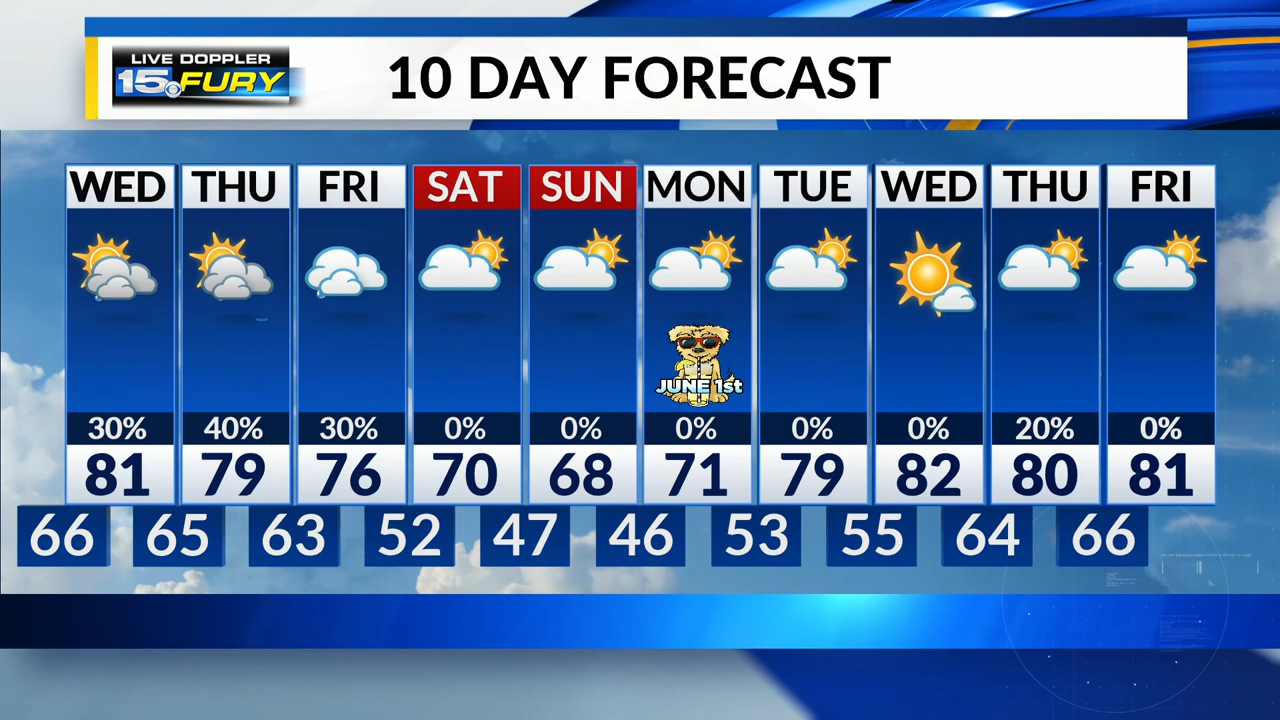 LIVE DOPPLER
15 FURY
10 DAY FORECAST
WED THU FRI SAT SUN MON TUE WED THU FRI
JUNE 1st
30% 40% 30% 0% 0% 0% 0% 0% 20% 0%
81 79 76 70 68 71 79 82 80 81
66 65 63 52 47 46 53 55 64 66